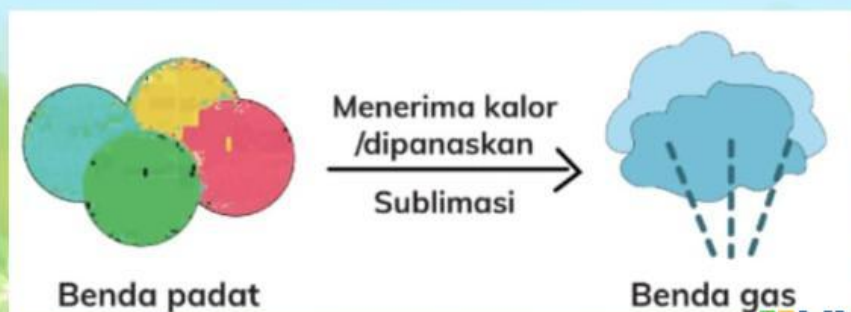 Menerima kalor
/dipanaskan
Sublimasi
Benda padat
Benda gas